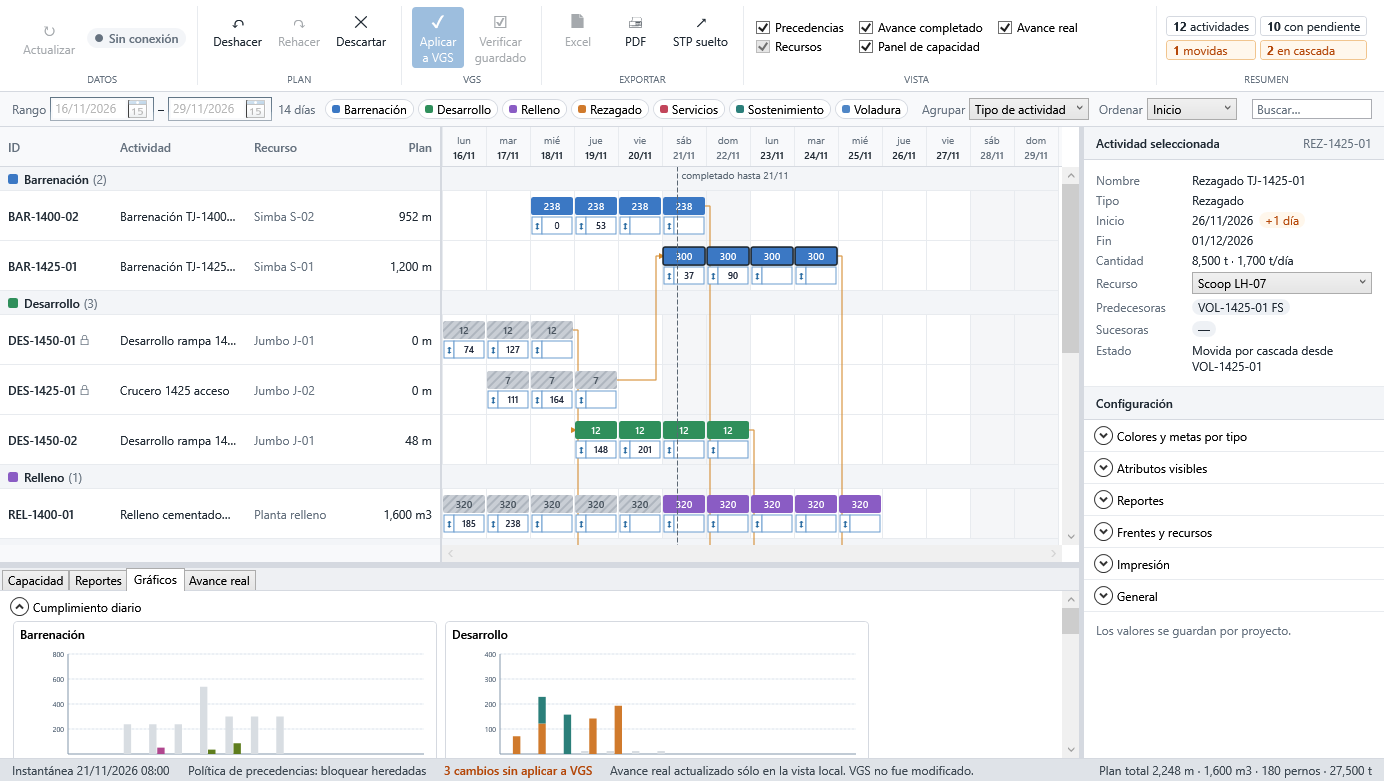 Actualizar
Sin conexión
DATOS
Deshacer
Rehacer
Descartar
PLAN
Aplicar
a VGS
Verificar
guardado
VGS
Excel
PDF
STP suelto
EXPORTAR
Precedencias
Avance completado
Avance real
Recursos
Panel de capacidad
VISTA
12 actividades
10 con pendiente
1 movidas
2 en cascada
RESUMEN
Rango 16/11/2026 15 – 29/11/2026 15 14 días
Barrenación
Desarrollo
Relleno
Rezagado
Servicios
Sostenimiento
Voladura
Agrupar Tipo de actividad
Ordenar Inicio
Buscar...
ID Actividad Recurso Plan
lun mar mié jue vie sáb dom lun mar mié jue vie sáb dom
16/11 17/11 18/11 19/11 20/11 21/11 22/11 23/11 24/11 25/11 26/11 27/11 28/11 29/11
Barrenación (2)
completado hasta 21/11
BAR-1400-02 Barrenación TJ-1400... Simba S-02 952 m
238 238 238 238
0 53
BAR-1425-01 Barrenación TJ-1425... Simba S-01 1,200 m
300 300 300 300
37 90
Desarrollo (3)
DES-1450-01 Desarrollo rampa 14... Jumbo J-01 0 m
12 12 12
74 127
DES-1425-01 Crucero 1425 acceso Jumbo J-02 0 m
7 7 7
111 164
DES-1450-02 Desarrollo rampa 14... Jumbo J-01 48 m
12 12 12 12
148 201
Relleno (1)
REL-1400-01 Relleno cementado... Planta relleno 1,600 m3
320 320 320 320 320 320 320 320 320 320
185 238
Actividad seleccionada REZ-1425-01
Nombre Rezagado TJ-1425-01
Tipo Rezagado
Inicio 26/11/2026 +1 día
Fin 01/12/2026
Cantidad 8,500 t · 1,700 t/día
Recurso Scoop LH-07
Predecesoras VOL-1425-01 FS
Sucesoras —
Estado Movida por cascada desde
VOL-1425-01
Configuración
Colores y metas por tipo
Atributos visibles
Reportes
Frentes y recursos
Impresión
General
Los valores se guardan por proyecto.
Capacidad Reportes Gráficos Avance real
Cumplimiento diario
Barrenación
800
600
400
200
Desarrollo
400
300
200
100
Instantánea 21/11/2026 08:00
Política de precedencias: bloquear heredadas
3 cambios sin aplicar a VGS
Avance real actualizado sólo en la vista local. VGS no fue modificado.
Plan total 2,248 m · 1,600 m3 · 180 pernos · 27,500 t